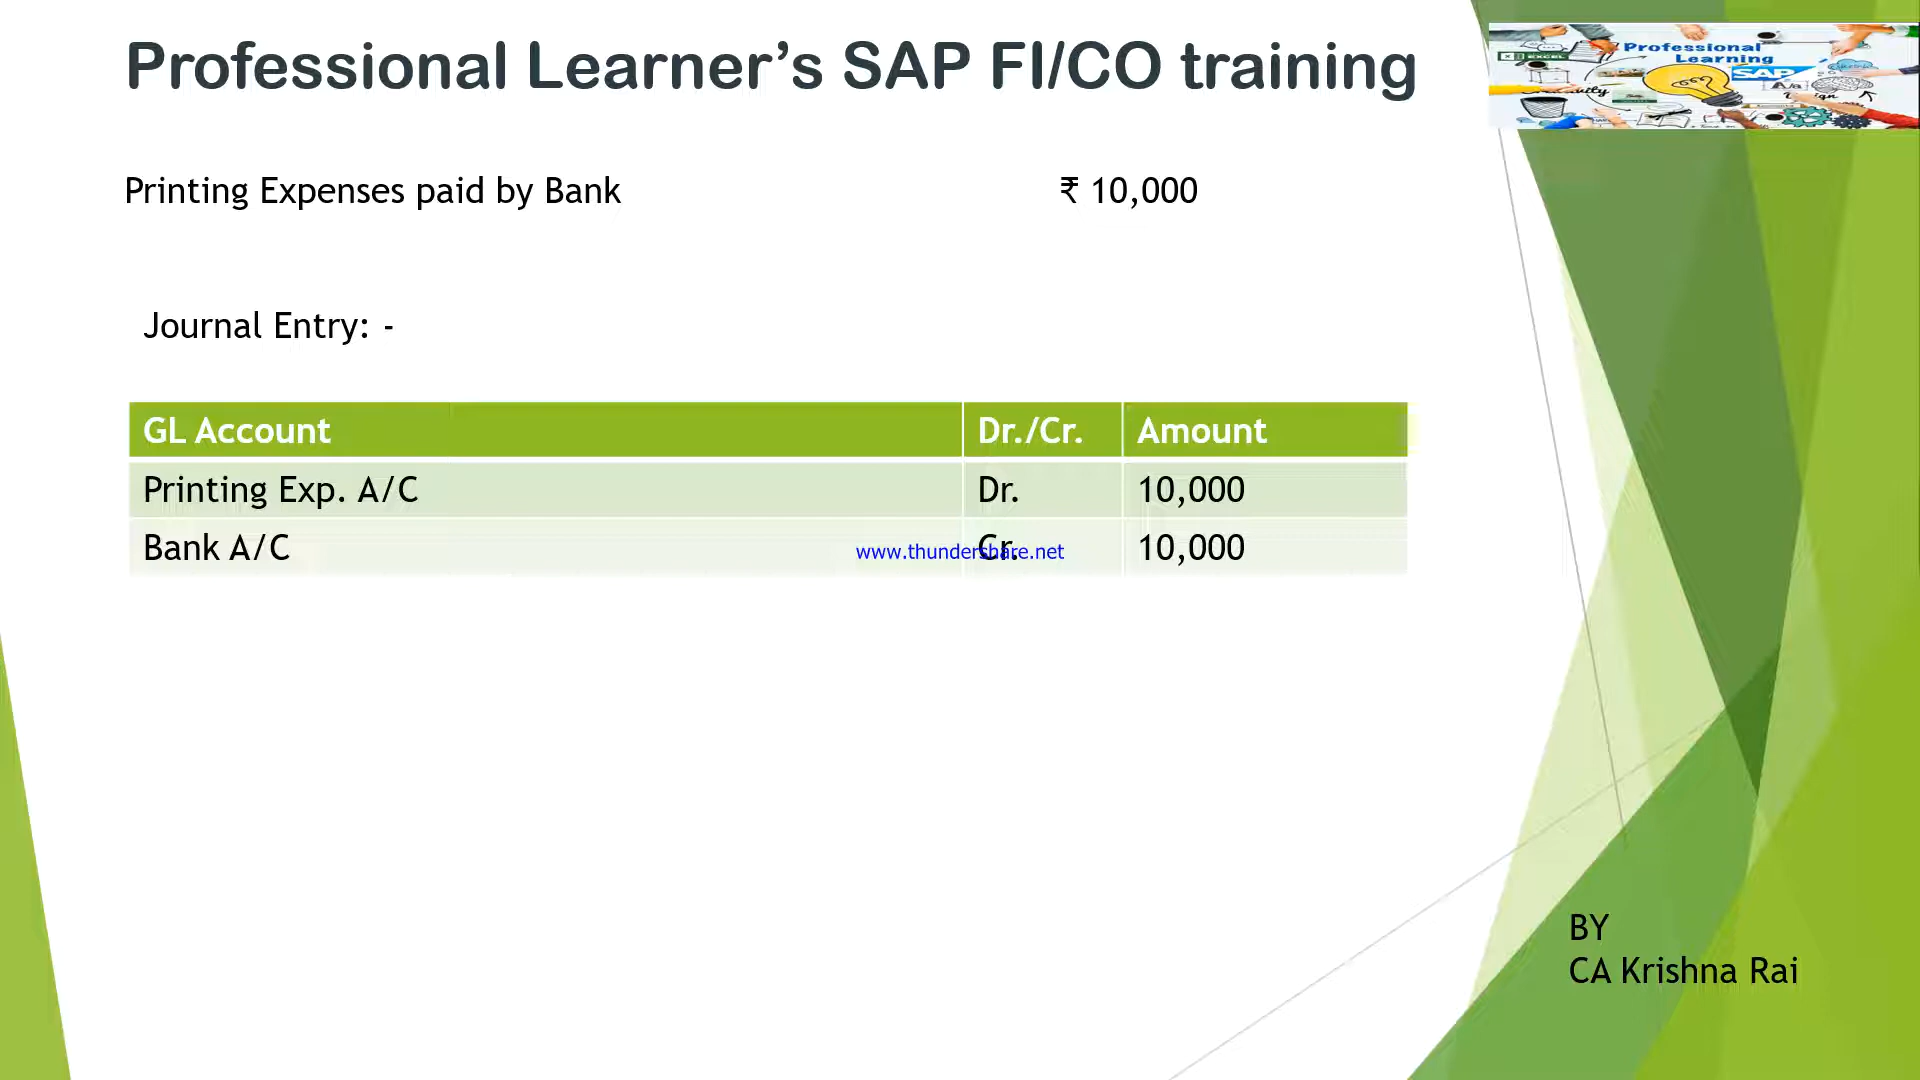 Professional Learner’s SAP FI/CO training
Professional
Learning
EXCEL
SAP
Printing Expenses paid by Bank ₹ 10,000
Journal Entry: -
GL Account Dr./Cr. Amount
Printing Exp. A/C Dr. 10,000
Bank A/C Cr. 10,000
www.thundershare.net
BY
CA Krishna Rai